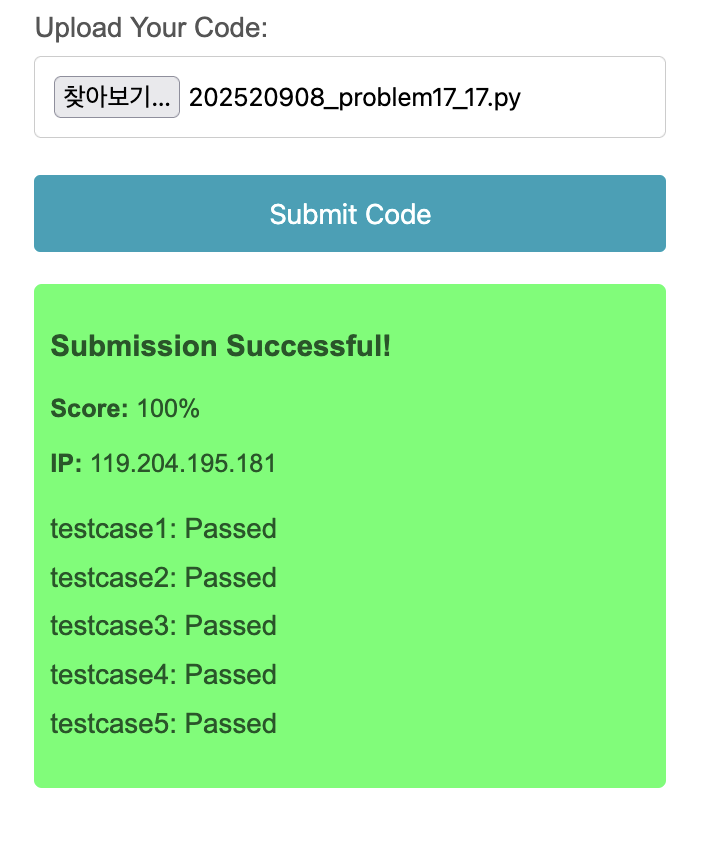 Upload Your Code:
찾아보기... 202520908_problem17_17.py
Submit Code
Submission Successful!
Score: 100%
IP: 119.204.195.181
testcase1: Passed
testcase2: Passed
testcase3: Passed
testcase4: Passed
testcase5: Passed